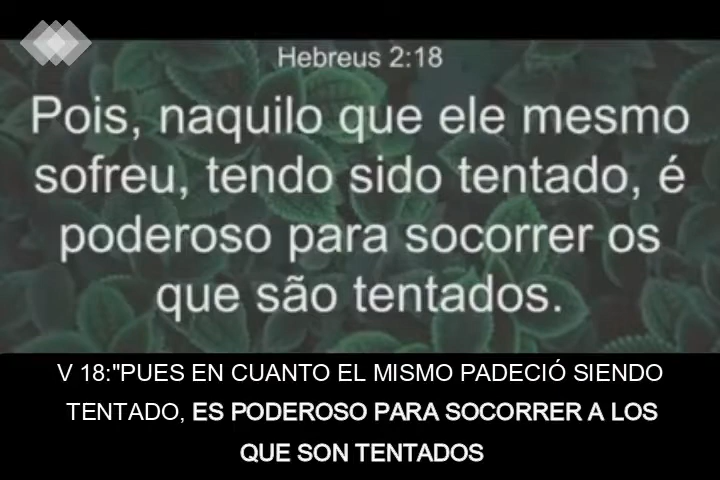 Hebreus 2:18
Pois, naquilo que ele mesmo
sofreu, tendo sido tentado, é
poderoso para socorrer os
que são tentados.
V 18:"PUES EN CUANTO EL MISMO PADECIÓ SIENDO
TENTADO, ES PODEROSO PARA SOCORRER A LOS
QUE SON TENTADOS